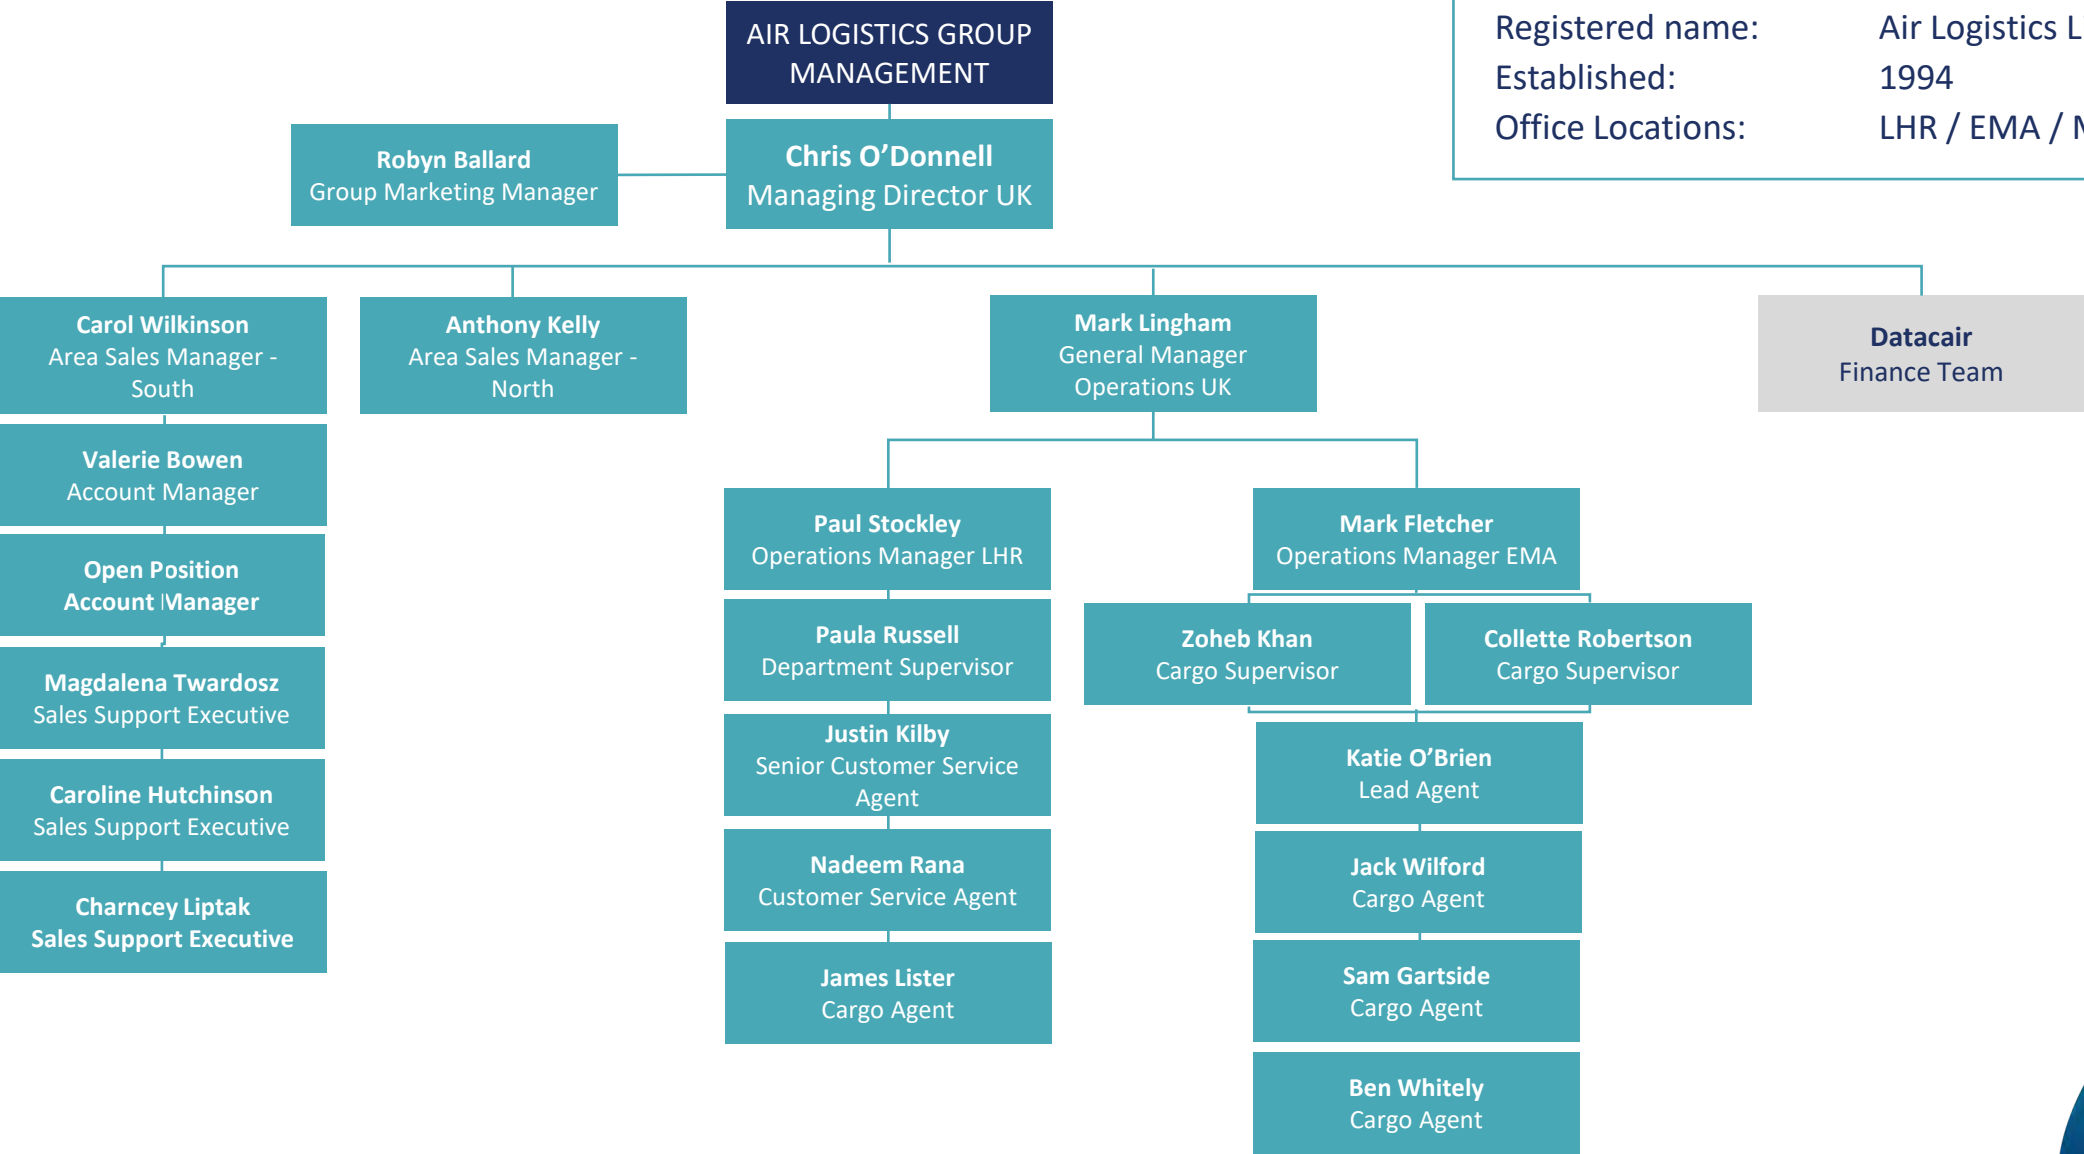 AIR LOGISTICS GROUP
MANAGEMENT
Registered name: Air Logistics
Established: 1994
Office Locations: LHR / EMA /
Robyn Ballard
Group Marketing Manager
Chris O’Donnell
Managing Director UK
Carol Wilkinson
Area Sales Manager -
South
Anthony Kelly
Area Sales Manager -
North
Mark Lingham
General Manager
Operations UK
Datacair
Finance Team
Valerie Bowen
Account Manager
Open Position
Account Manager
Magdalena Twardosz
Sales Support Executive
Caroline Hutchinson
Sales Support Executive
Charncey Liptak
Sales Support Executive
Paul Stockley
Operations Manager LHR
Paula Russell
Department Supervisor
Justin Kilby
Senior Customer Service
Agent
Nadeem Rana
Customer Service Agent
James Lister
Cargo Agent
Mark Fletcher
Operations Manager EMA
Zoheb Khan
Cargo Supervisor
Collette Robertson
Cargo Supervisor
Katie O’Brien
Lead Agent
Jack Wilford
Cargo Agent
Sam Gartside
Cargo Agent
Ben Whitely
Cargo Agent